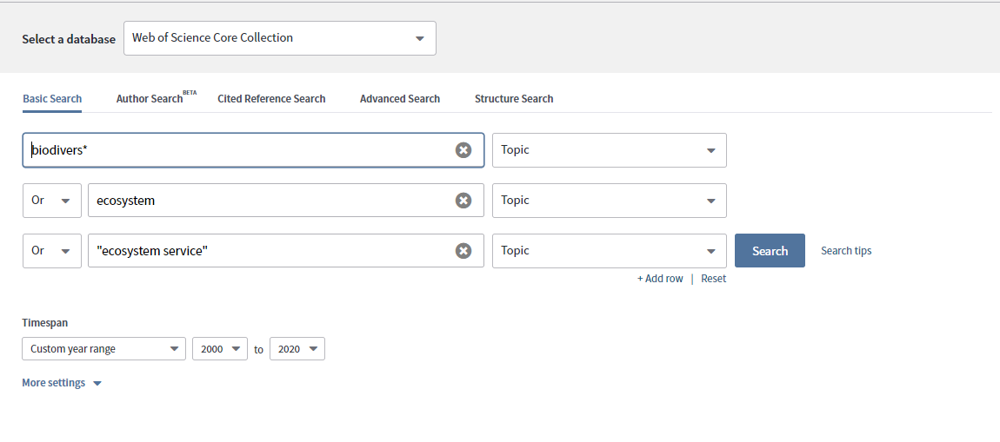 Select a database Web of Science Core Collection
Basic Search Author Search BETA Cited Reference Search Advanced Search Structure Search
biodivers* Topic
Or ecosystem Topic
Or "ecosystem service" Topic Search Search tips
+ Add row | Reset
Timespan
Custom year range 2000 to 2020
More settings